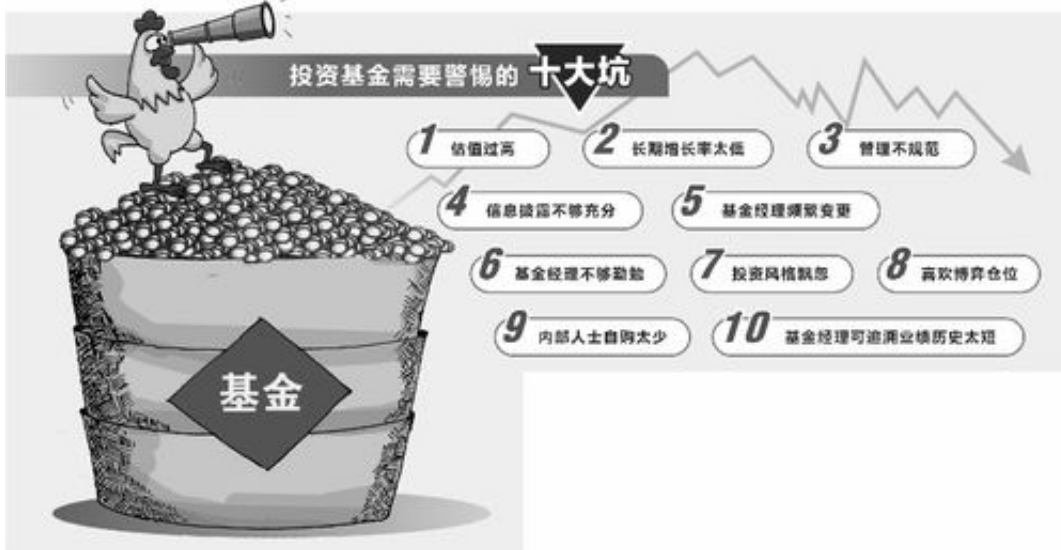 投资基金需要警惕的 十大坑
1 估值过高 2 长期增长率太低 3 管理不规范
4 信息披露不够充分 5 基金经理频繁变更
6 基金经理不够勤勉 7 投资风格飘忽 8 喜欢博弈仓位
9 内部人士自购太少 10 基金经理可追溯业绩历史太短
基金